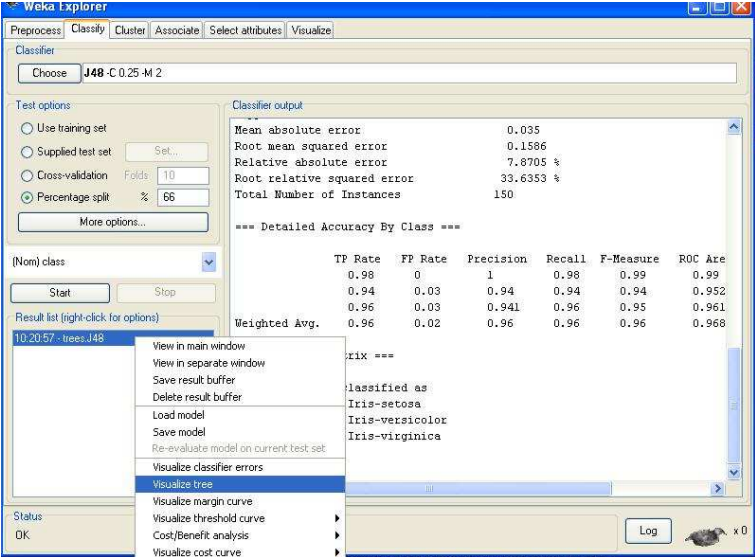 Weka Explorer
Preprocess Classify Cluster Associate Select attributes Visualize
Classifier
Choose J48 -C 0.25 -M 2
Test options
Use training set
Supplied test set Set...
Cross-validation Folds 10
Percentage split % 66
More options...
(Nom) class
Start Stop
Result list (right-click for options)
10:20:57 - trees.J48
Classifier output
Mean absolute error 0.035
Root mean squared error 0.1586
Relative absolute error 7.8705 %
Root relative squared error 33.6353 %
Total Number of Instances 150
=== Detailed Accuracy By Class ===
TP Rate FP Rate Precision Recall F-Measure ROC Are
0.98 0 1 0.98 0.99 0.99
0.94 0.03 0.94 0.94 0.94 0.952
0.96 0.03 0.941 0.96 0.95 0.961
Weighted Avg. 0.96 0.02 0.96 0.96 0.96 0.968
trix ===
lassified as
Iris-setosa
Iris-versicolor
Iris-virginica
View in main window
View in separate window
Save result buffer
Delete result buffer
Load model
Save model
Re-evaluate model on current test set
Visualize classifier errors
Visualize tree
Visualize margin curve
Visualize threshold curve
Cost/Benefit analysis
Visualize cost curve
Status
OK
Log x 0